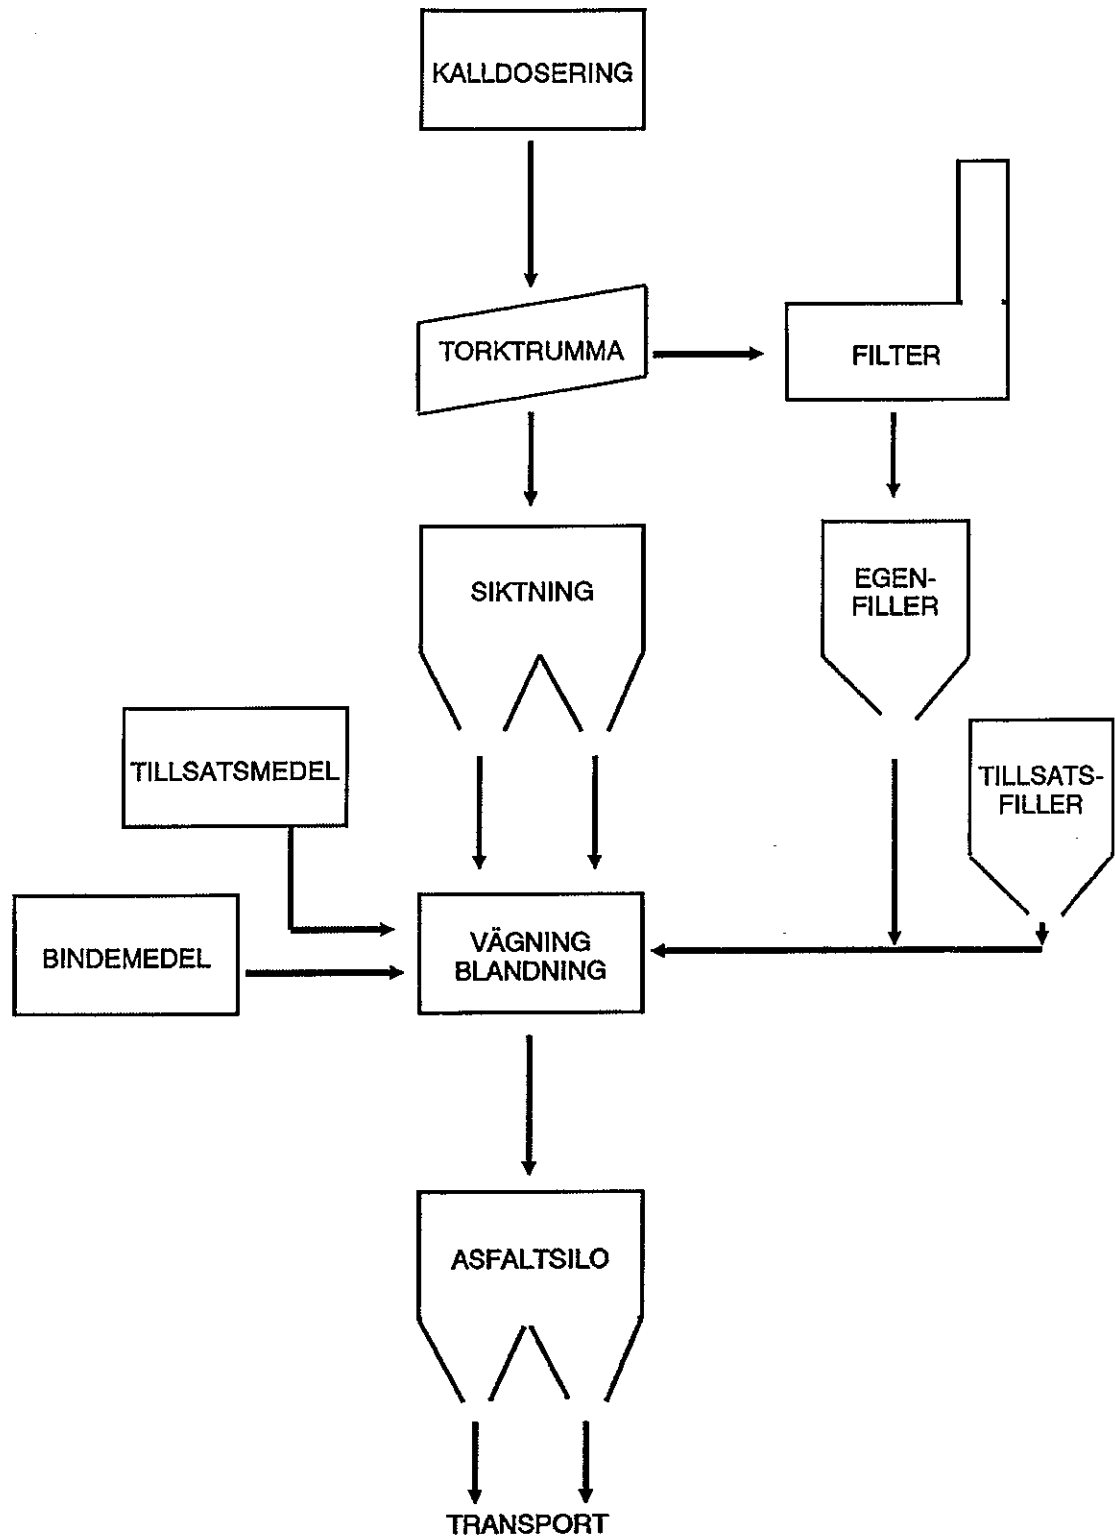 KALLDOSERING
TORKTRUMMA
FILTER
SIKTNING
EGEN-
FILLER
TILLSATSMEDEL
TILLSATS-
FILLER
BINDEMEDEL
VÄGNING
BLANDNING
ASFALTSILO
TRANSPORT